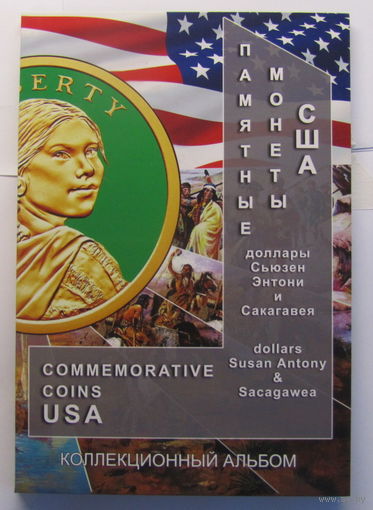 LIBERTY
ПАМЯТНЫЕ
МОНЕТЫ
США
доллары
Сьюзен
Энтони
и
Сакагавея
dollars
Susan Antony
&
Sacagawea
COMMEMORATIVE
COINS
USA
КОЛЛЕКЦИОННЫЙ АЛЬБОМ